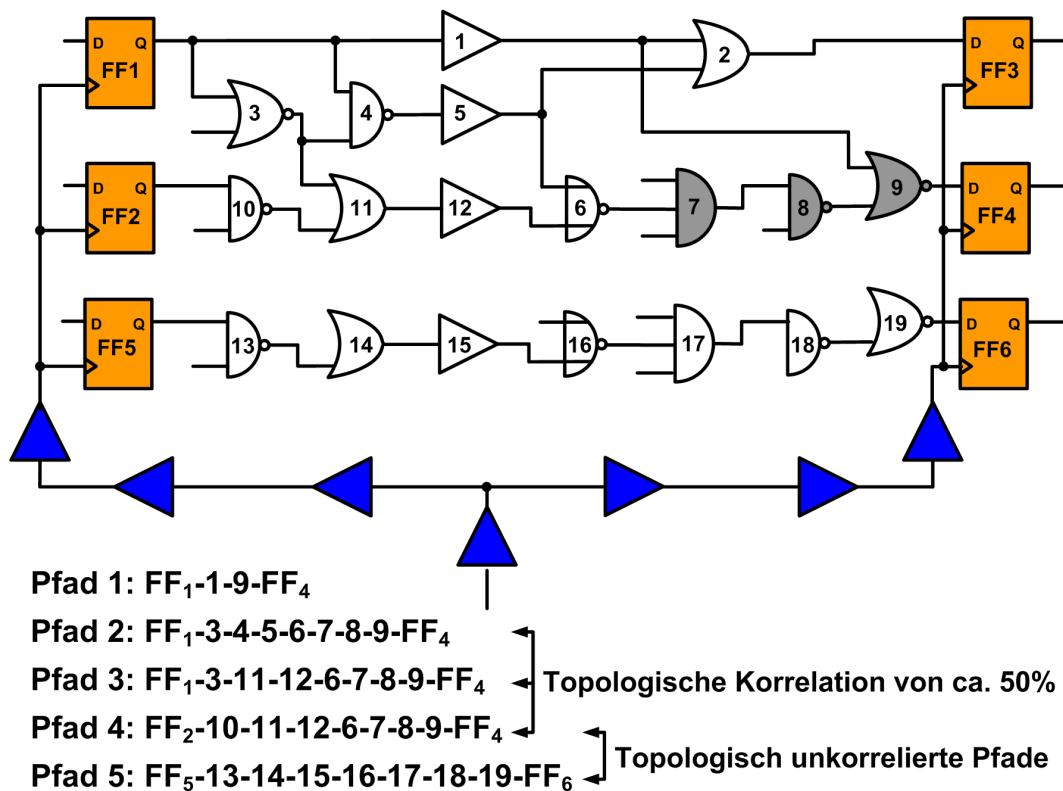 D Q 1 2 D Q
FF1 FF3
3 4 5
D Q 9 D Q
FF2 10 11 12 6 7 8 FF4
D Q 19 D Q
FF5 13 14 15 16 17 18 FF6
Pfad 1: FF1-1-9-FF4
Pfad 2: FF1-3-4-5-6-7-8-9-FF4
Pfad 3: FF1-3-11-12-6-7-8-9-FF4
Topologische Korrelation von ca. 50%
Pfad 4: FF2-10-11-12-6-7-8-9-FF4
Topologisch unkorrelierte Pfade
Pfad 5: FF5-13-14-15-16-17-18-19-FF6